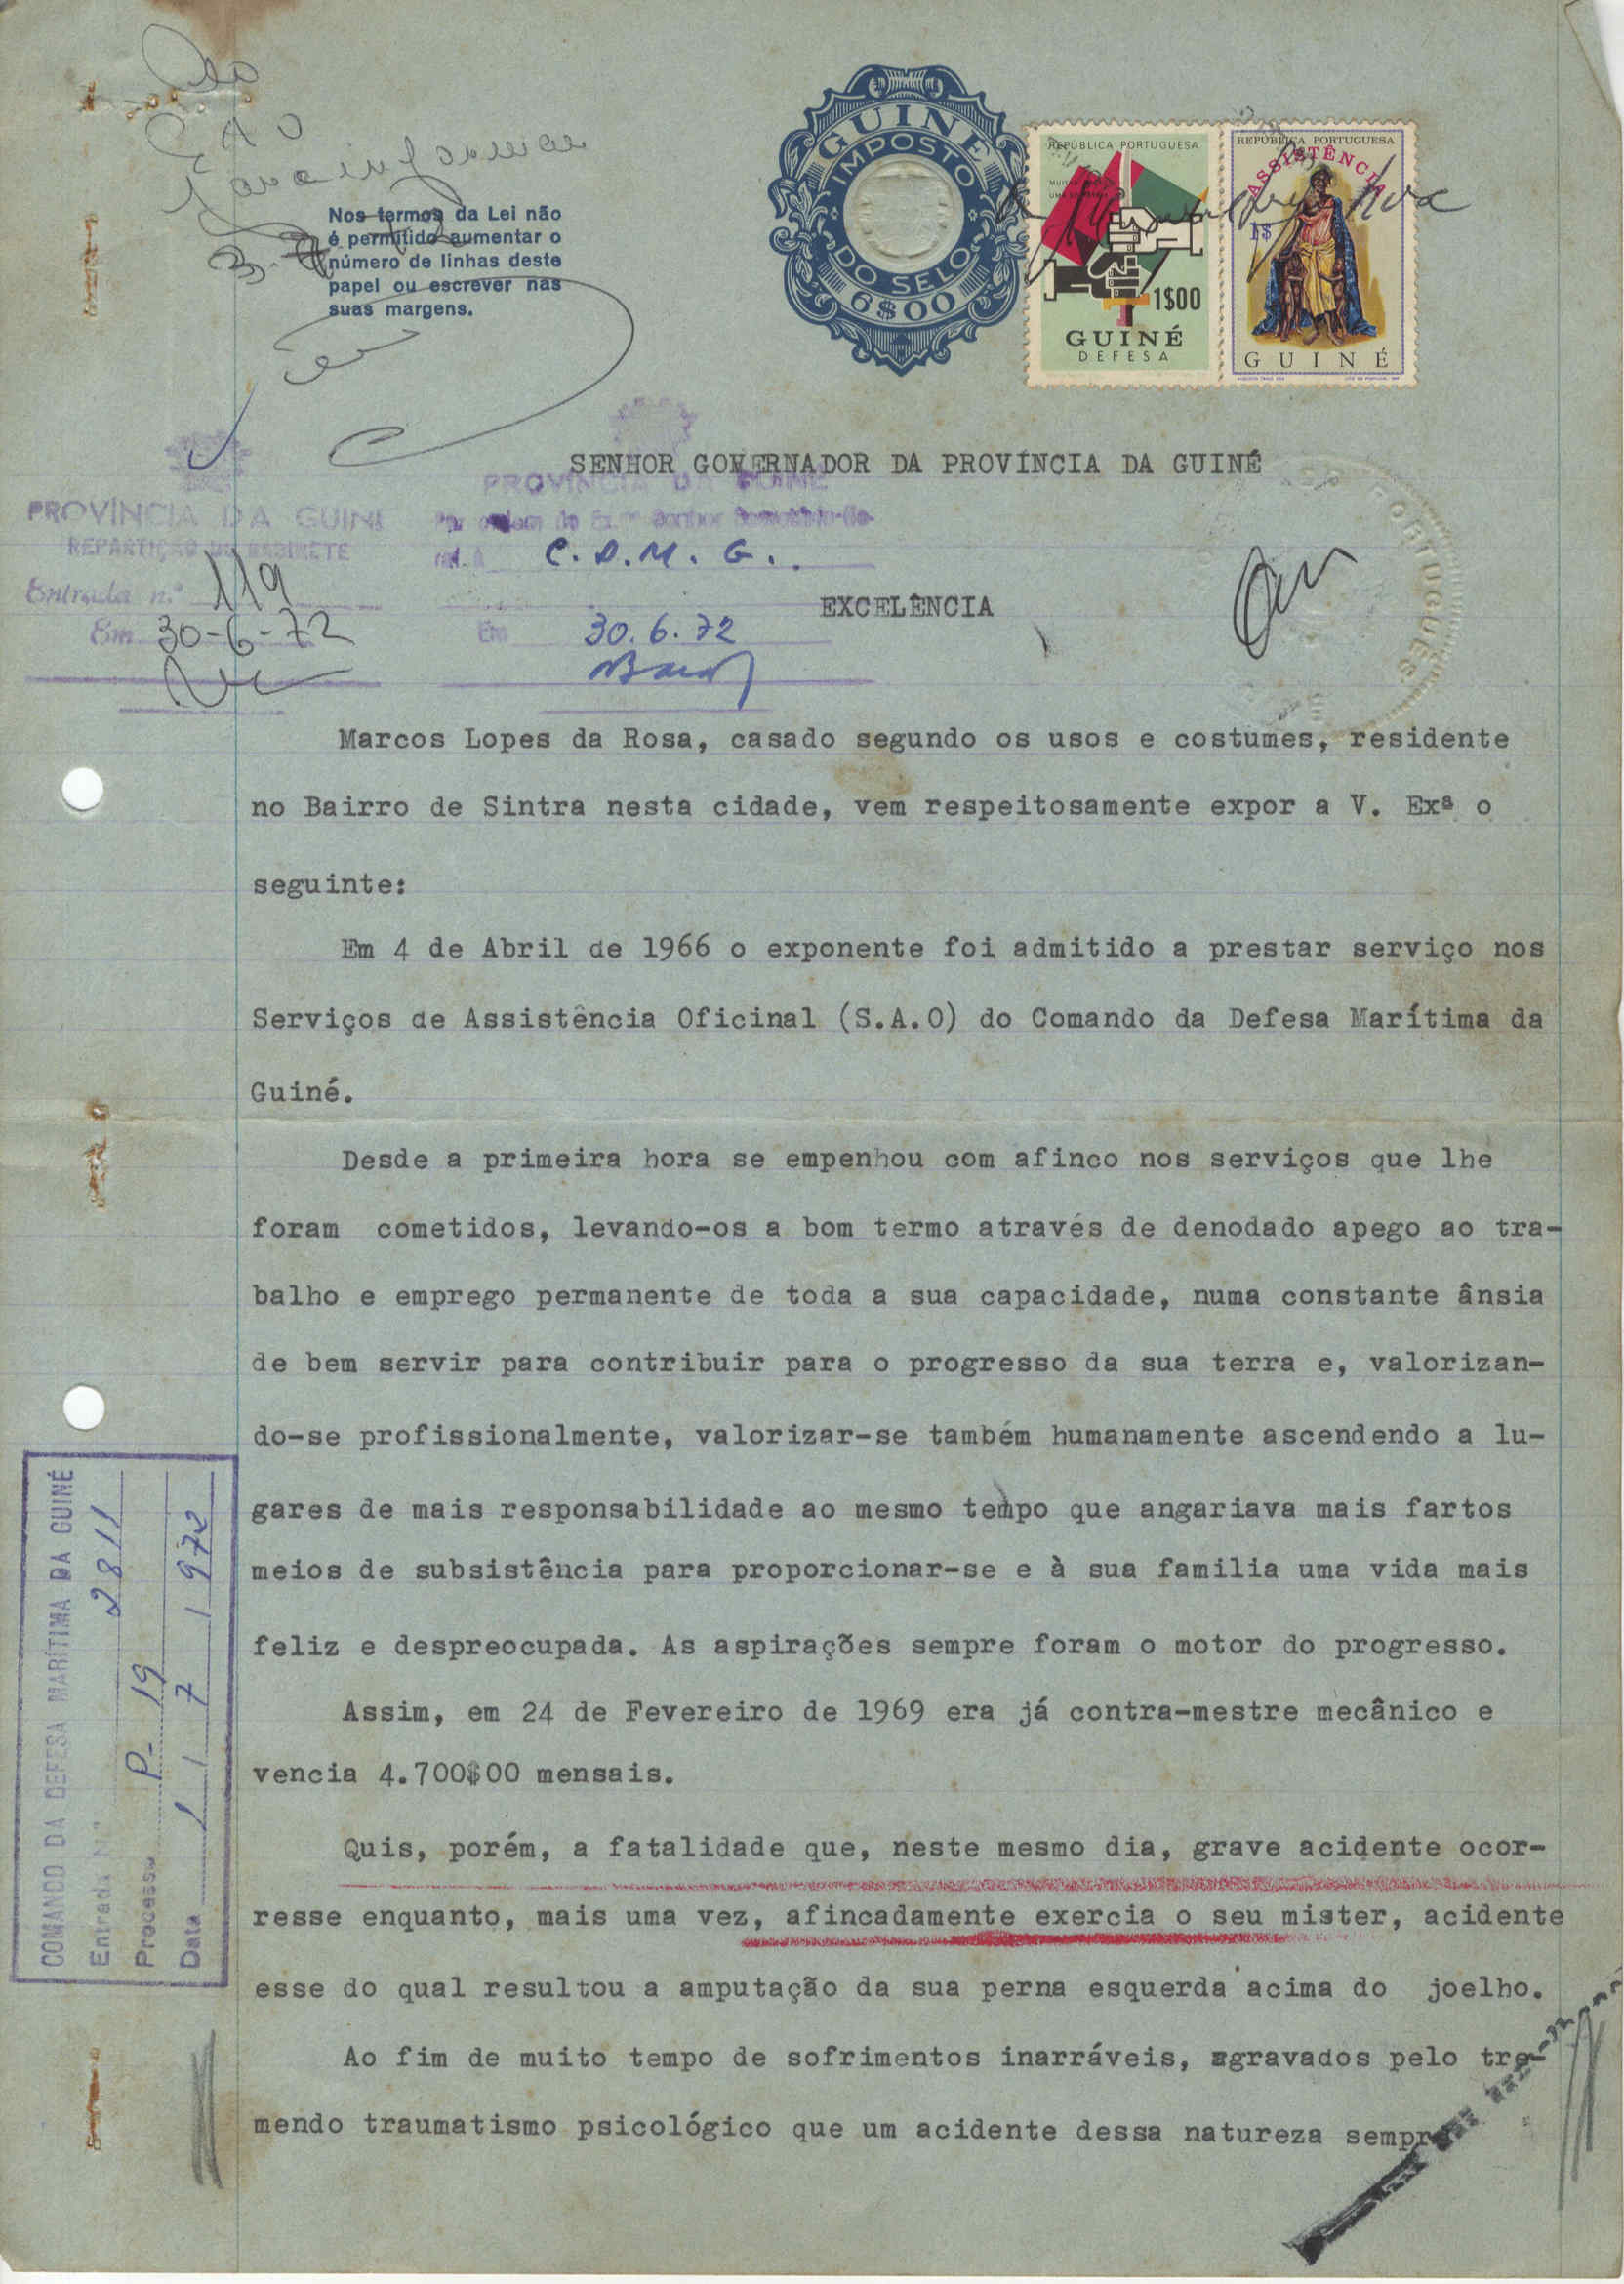 Ao
S A O
para informar
Nos termos da Lei não
é permitido aumentar o
número de linhas deste
papel ou escrever nas
suas margens.
GUINÉ
IMPOSTO
DO SELO
6$00
REPÚBLICA PORTUGUESA
1$00
GUINÉ
DEFESA
REPÚBLICA PORTUGUESA
ASSISTÊNCIA
1$
GUINÉ
SENHOR GOVERNADOR DA PROVÍNCIA DA GUINÉ
PROVÍNCIA DA GUINÉ
REPARTIÇÃO DO GABINETE
Entrada n.º 119
Em 30-6-72
PROVÍNCIA DA GUINÉ
C.D.M.G.
Em 30.6.72
PORTUGUESA
EXCELÊNCIA
Marcos Lopes da Rosa, casado segundo os usos e costumes, residente
no Bairro de Sintra nesta cidade, vem respeitosamente expor a V. Exª o
seguinte:
Em 4 de Abril de 1966 o exponente foi admitido a prestar serviço nos
Serviços de Assistência Oficinal (S.A.O) do Comando da Defesa Marítima da
Guiné.
Desde a primeira hora se empenhou com afinco nos serviços que lhe
foram cometidos, levando-os a bom termo através de denodado apego ao tra-
balho e emprego permanente de toda a sua capacidade, numa constante ânsia
de bem servir para contribuir para o progresso da sua terra e, valorizan-
do-se profissionalmente, valorizar-se também humanamente ascendendo a lu-
gares de mais responsabilidade ao mesmo tempo que angariava mais fartos
meios de subsistência para proporcionar-se e à sua familia uma vida mais
feliz e despreocupada. As aspirações sempre foram o motor do progresso.
Assim, em 24 de Fevereiro de 1969 era já contra-mestre mecânico e
vencia 4.700$00 mensais.
Quis, porém, a fatalidade que, neste mesmo dia, grave acidente ocor-
resse enquanto, mais uma vez, afincadamente exercia o seu mister, acidente
esse do qual resultou a amputação da sua perna esquerda acima do joelho.
Ao fim de muito tempo de sofrimentos inarráveis, agravados pelo tre-
mendo traumatismo psicológico que um acidente dessa natureza sempre
COMANDO DA DEFESA MARÍTIMA DA GUINÉ
Entrada N.º 2811
Processo P-19
Data 1/7/1972